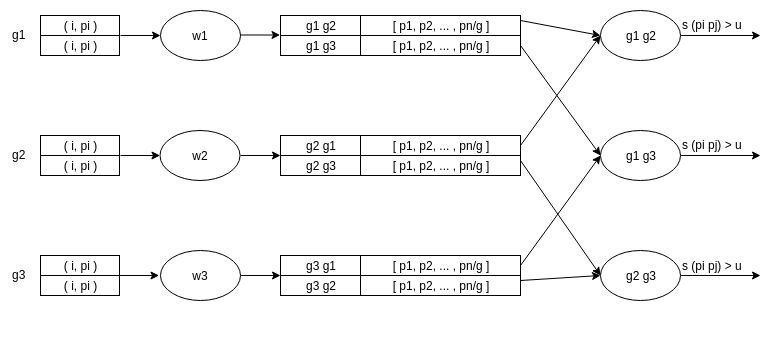 g1
( i, pi )
( i, pi )
w1
g1 g2 [ p1, p2, ... , pn/g ]
g1 g3 [ p1, p2, ... , pn/g ]
g1 g2
s (pi pj) > u
g2
( i, pi )
( i, pi )
w2
g2 g1 [ p1, p2, ... , pn/g ]
g2 g3 [ p1, p2, ... , pn/g ]
g1 g3
s (pi pj) > u
g3
( i, pi )
( i, pi )
w3
g3 g1 [ p1, p2, ... , pn/g ]
g3 g2 [ p1, p2, ... , pn/g ]
g2 g3
s (pi pj) > u